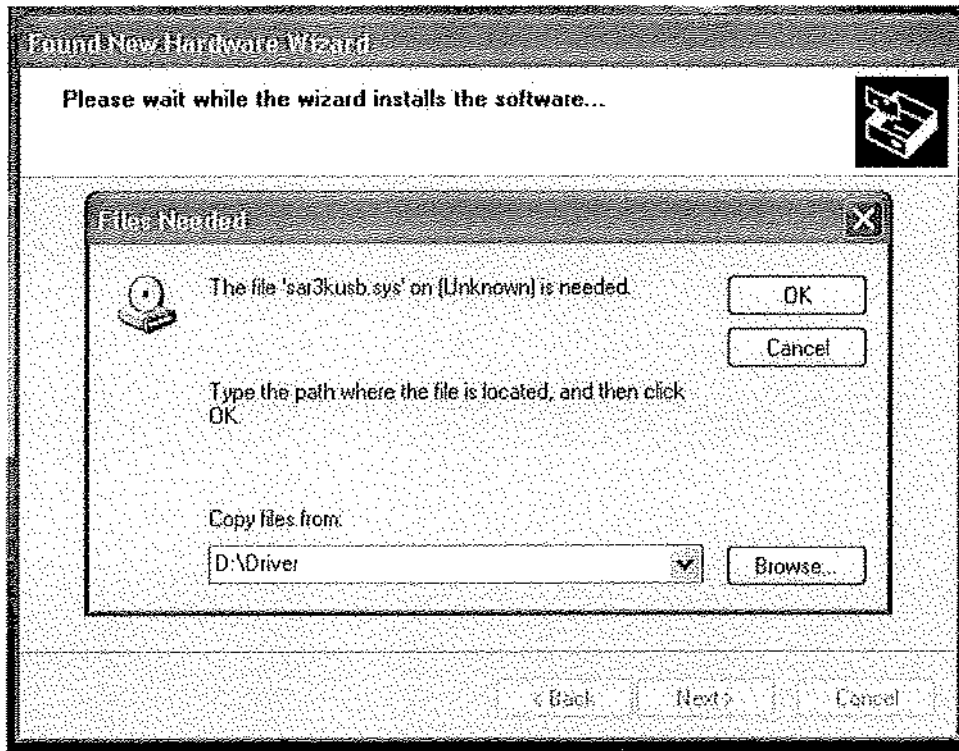 Found New Hardware Wizard
Please wait while the wizard installs the software...
Files Needed
The file 'sar3kusb.sys' on (Unknown) is needed.
OK
Cancel
Type the path where the file is located, and then click
OK.
Copy files from:
D:\Driver
Browse...
< Back
Next >
Cancel